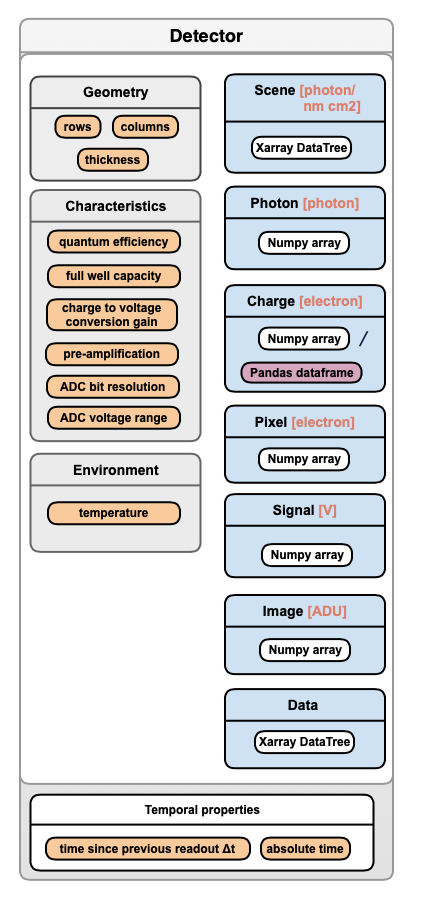 Detector
Geometry
rows
columns
thickness
Characteristics
quantum efficiency
full well capacity
charge to voltage
conversion gain
pre-amplification
ADC bit resolution
ADC voltage range
Environment
temperature
Scene [photon/
nm cm2]
Xarray DataTree
Photon [photon]
Numpy array
Charge [electron]
Numpy array /
Pandas dataframe
Pixel [electron]
Numpy array
Signal [V]
Numpy array
Image [ADU]
Numpy array
Data
Xarray DataTree
Temporal properties
time since previous readout Δt
absolute time